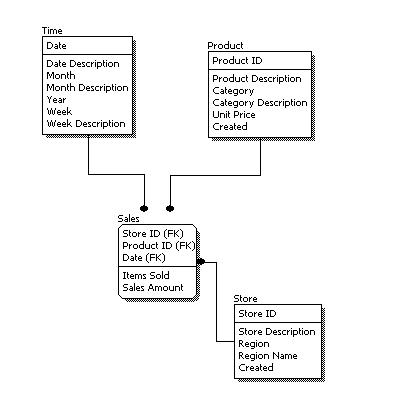 Time
Date
Date Description
Month
Month Description
Year
Week
Week Description
Product
Product ID
Product Description
Category
Category Description
Unit Price
Created
Sales
Store ID (FK)
Product ID (FK)
Date (FK)
Items Sold
Sales Amount
Store
Store ID
Store Description
Region
Region Name
Created